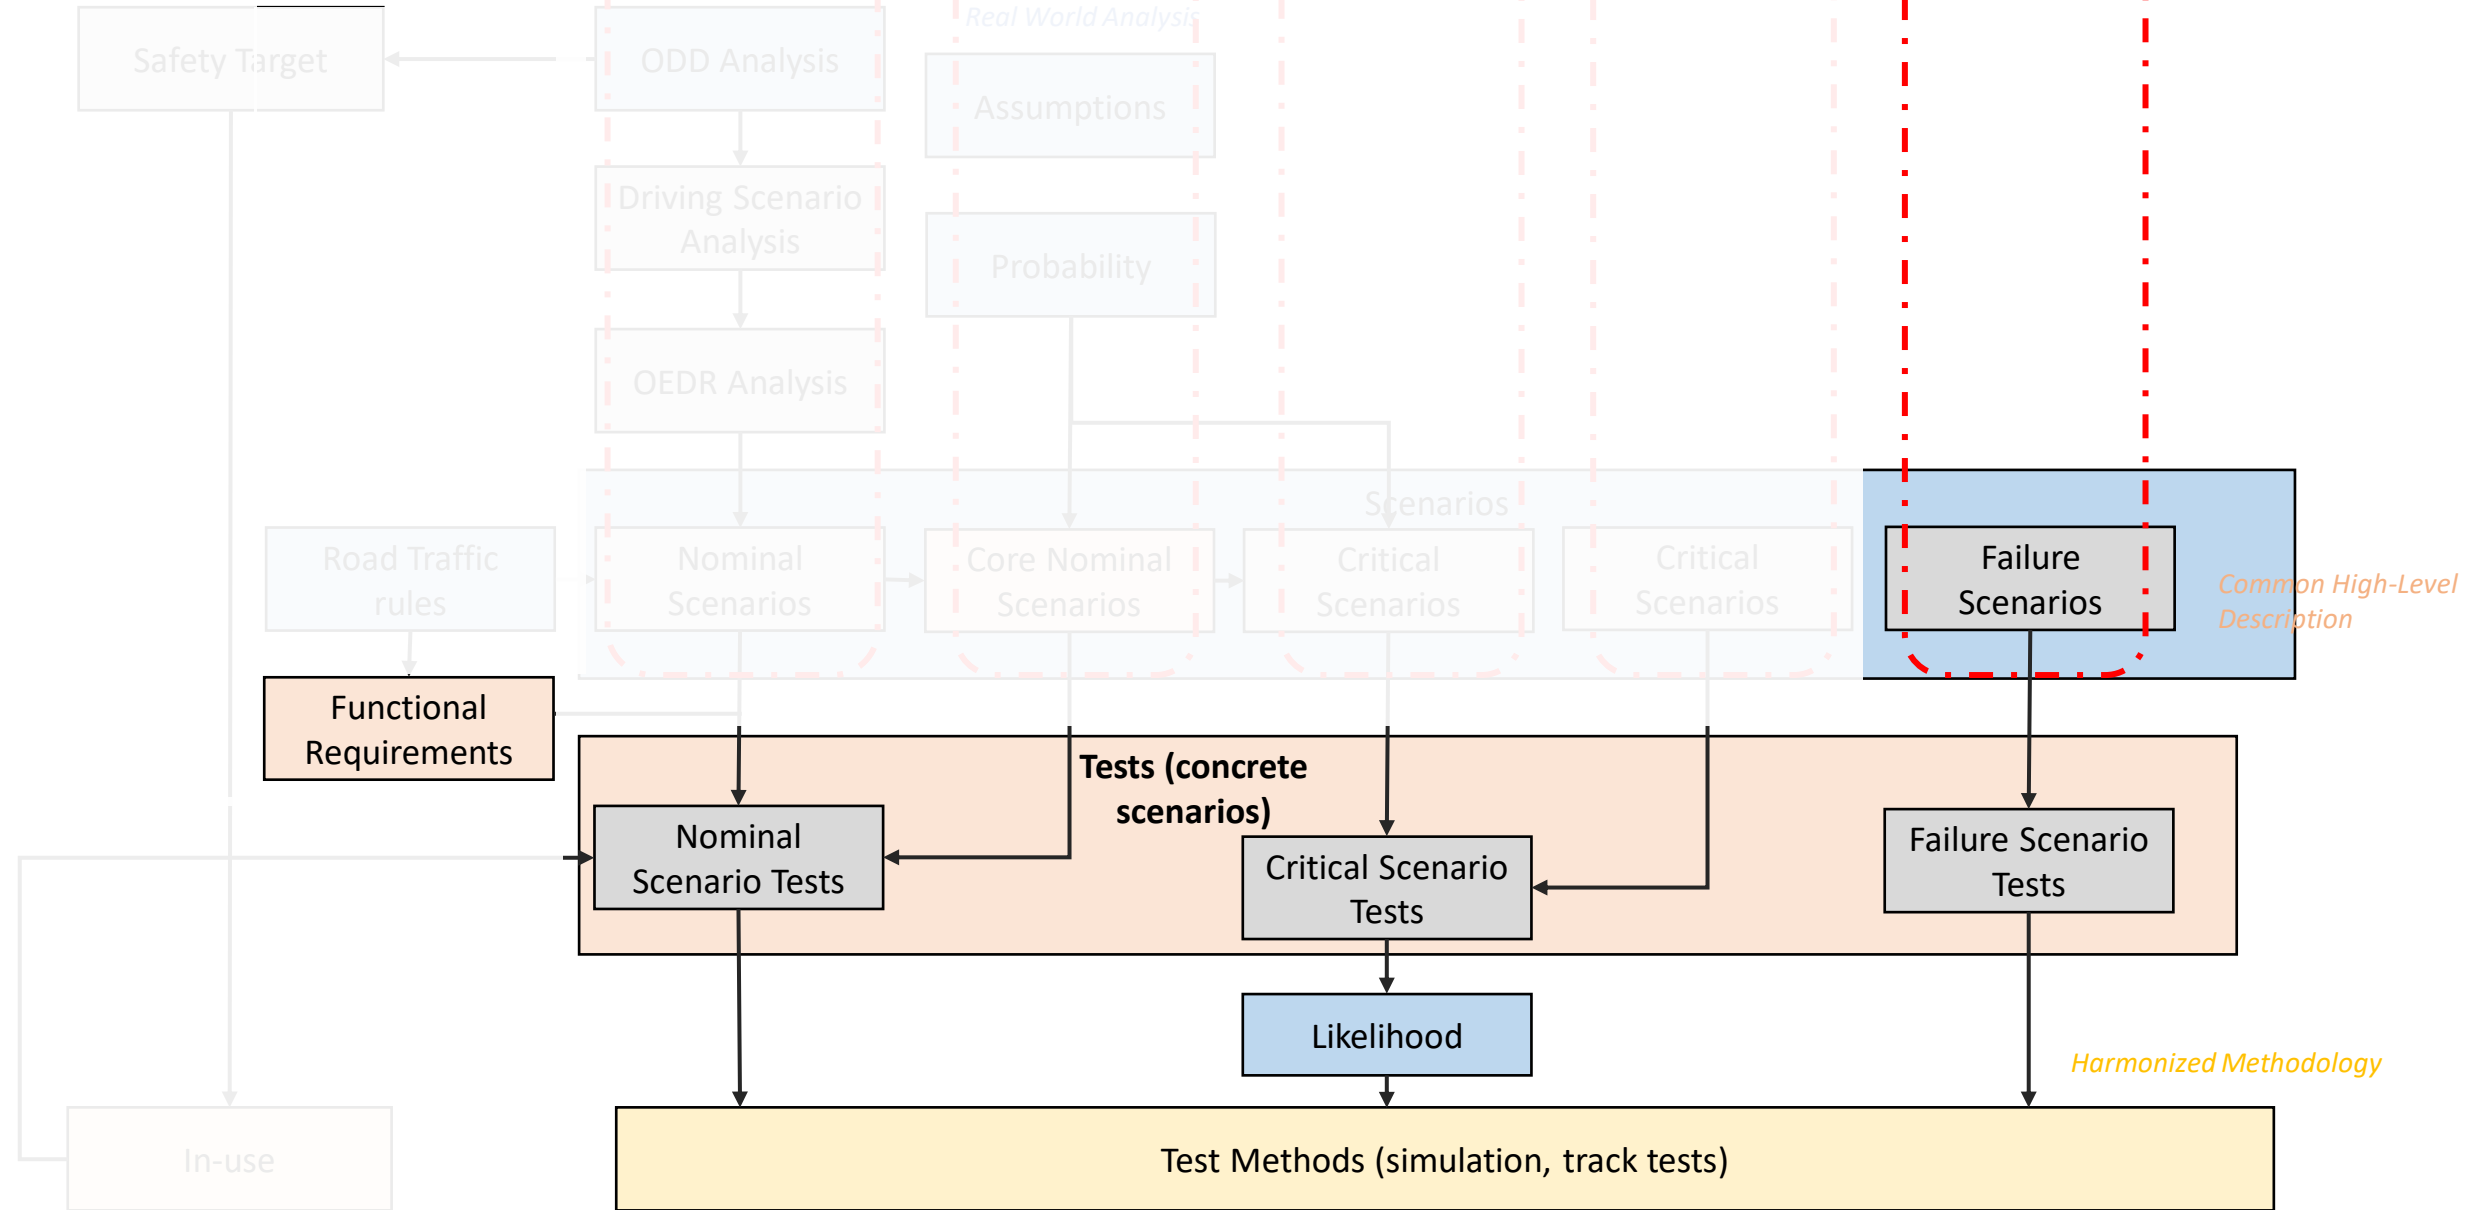 Real World Analysis
Safety Target
ODD Analysis
Assumptions
Driving Scenario
Analysis
Probability
OEDR Analysis
Scenarios
Road Traffic
rules
Nominal
Scenarios
Core Nominal
Scenarios
Critical
Scenarios
Critical
Scenarios
Failure
Scenarios
Common High-Level
Description
Functional
Requirements
Tests (concrete
scenarios)
Nominal
Scenario Tests
Critical Scenario
Tests
Failure Scenario
Tests
Likelihood
Harmonized Methodology
In-use
Test Methods (simulation, track tests)